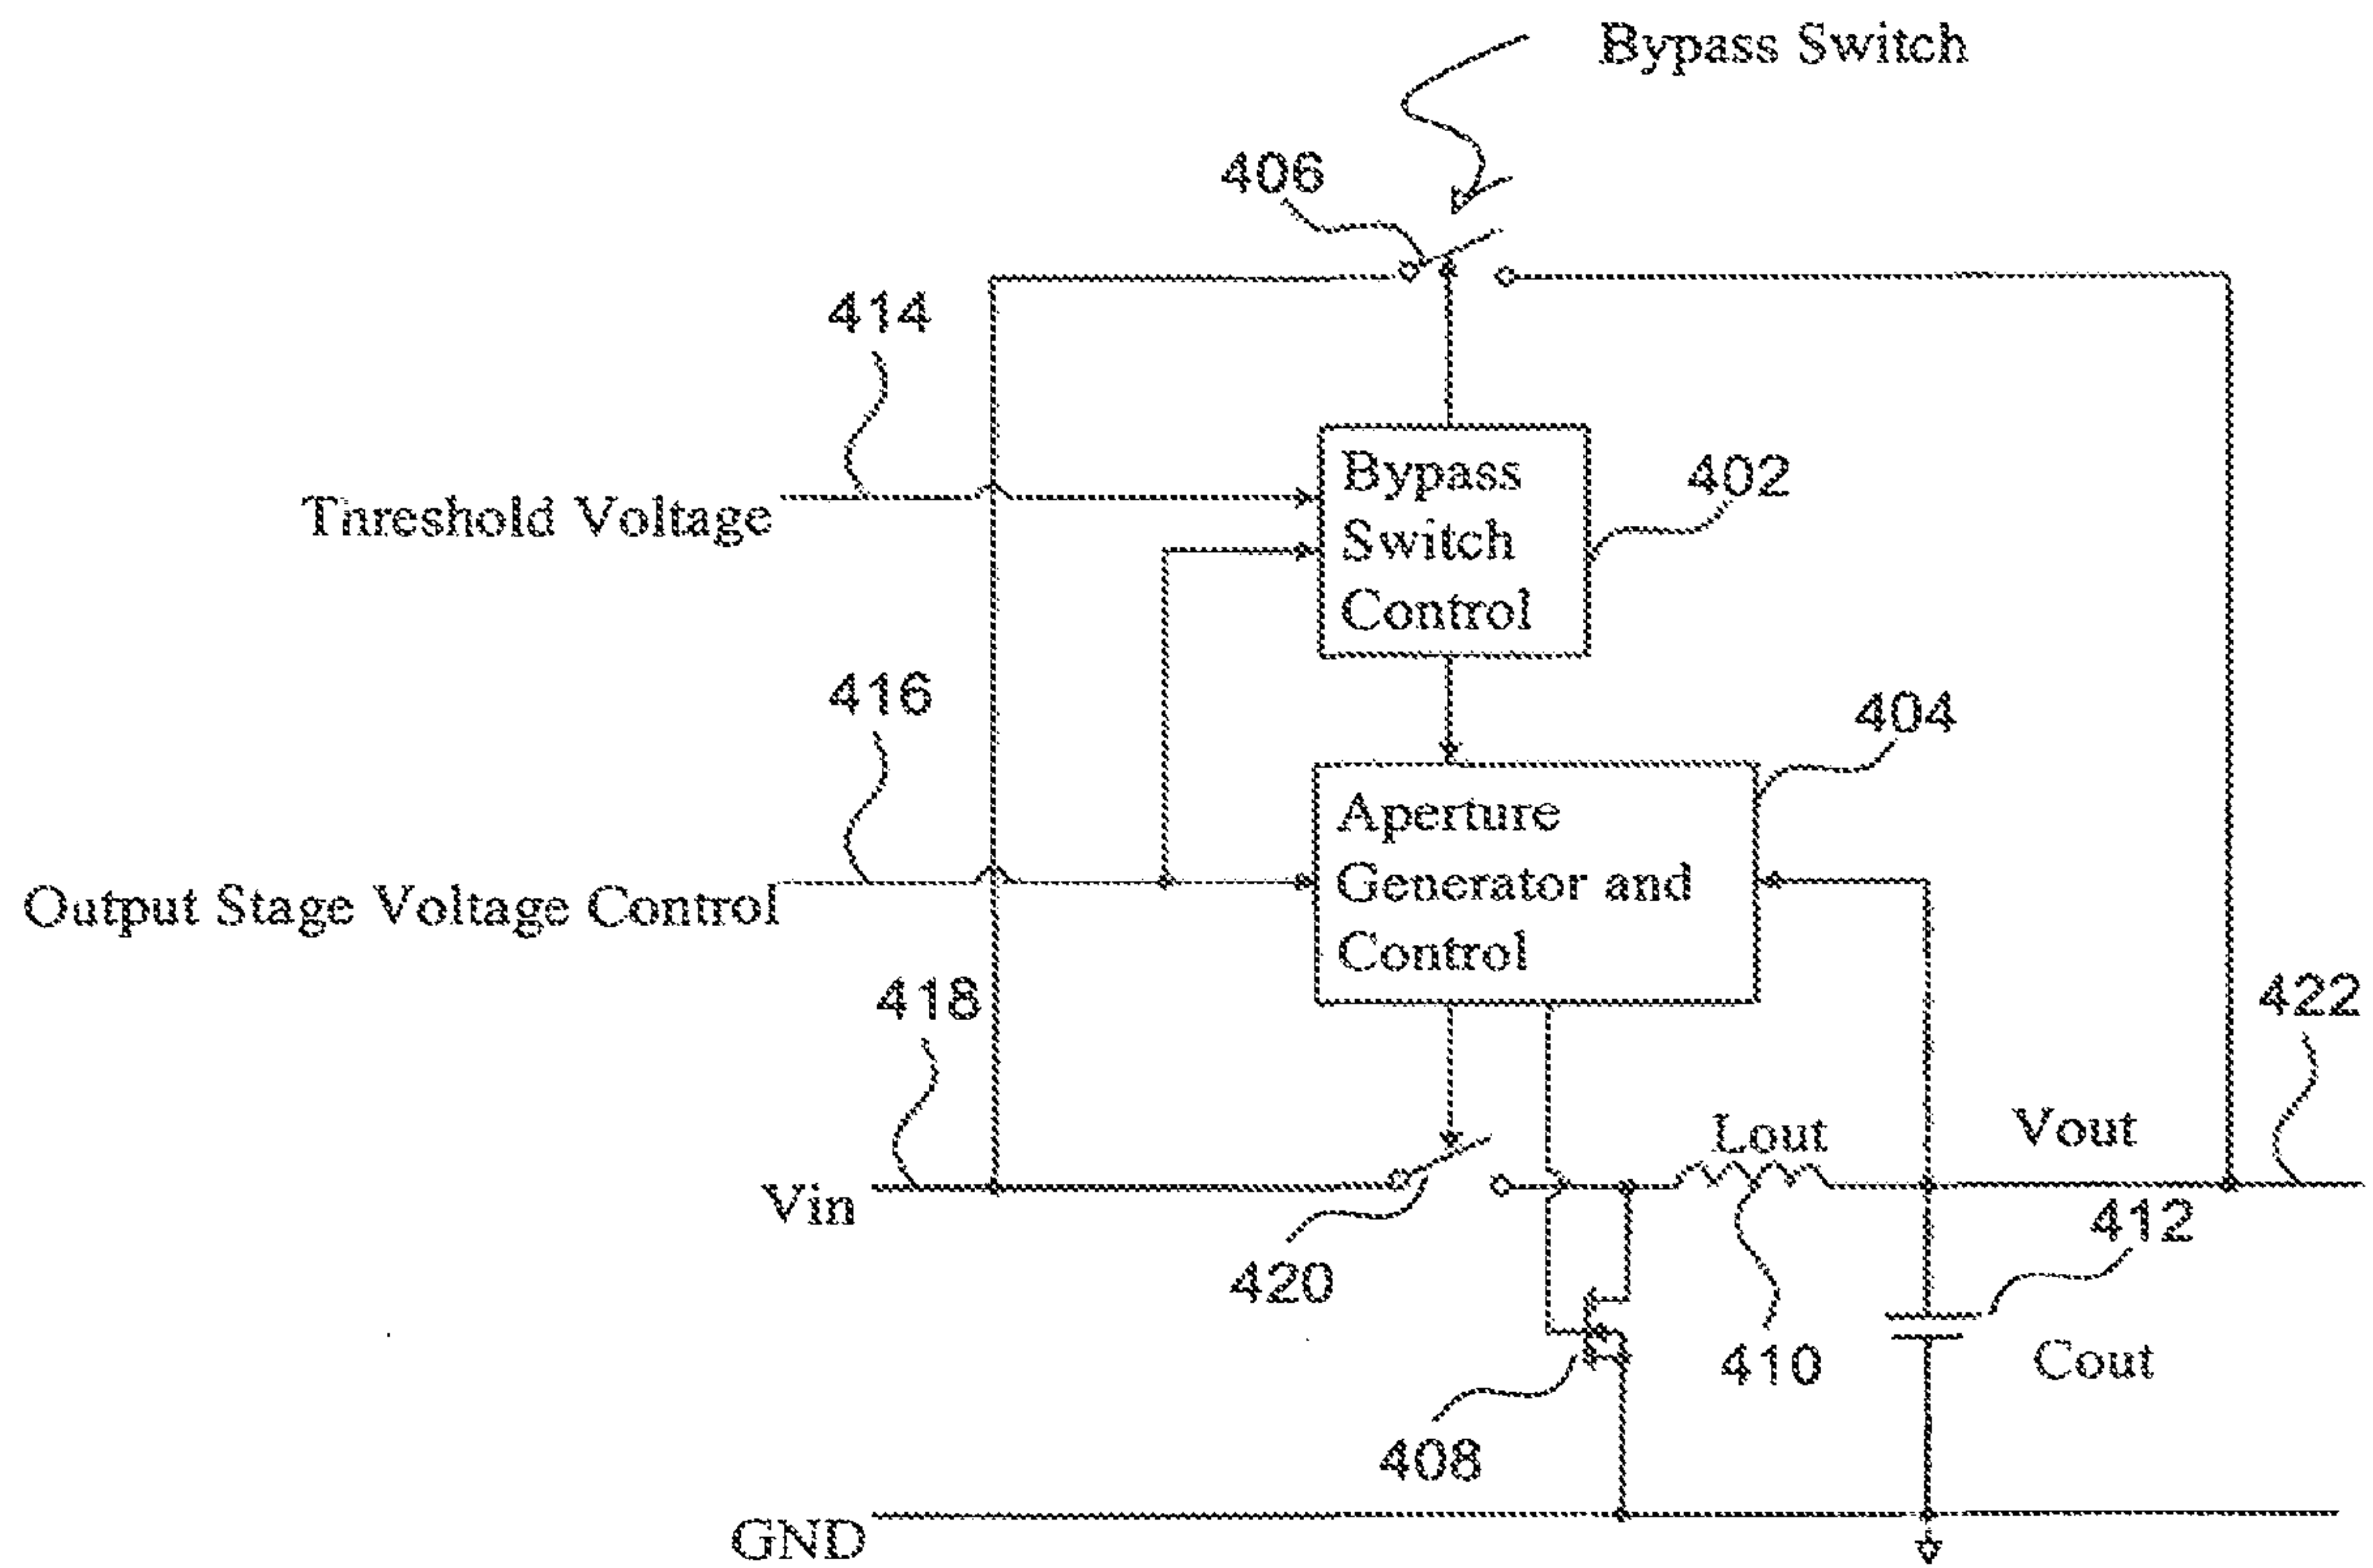 Bypass Switch
406
414
Threshold Voltage
Bypass
Switch
Control
402
416
404
Output Stage Voltage Control
Aperture
Generator and
Control
418
422
Lout
Vout
Vin
412
420
410
Cout
408
GND